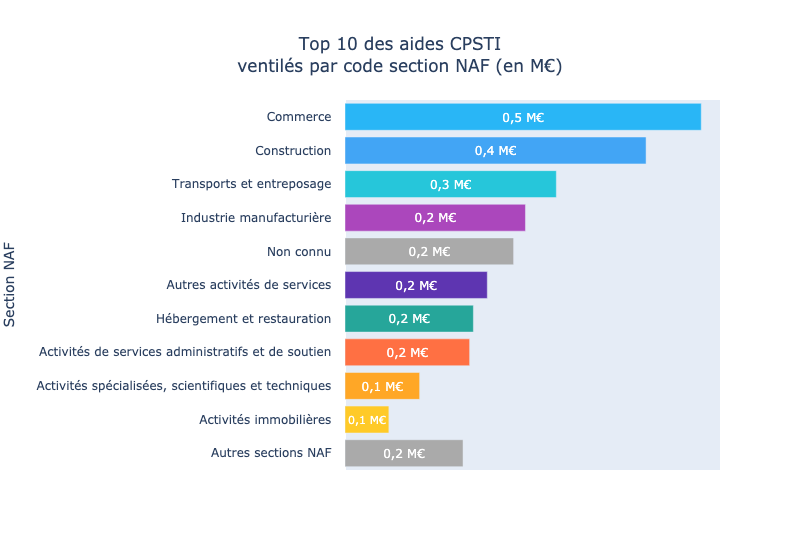 Top 10 des aides CPSTI
ventilés par code section NAF (en M€)
Section NAF
Commerce
0,5 M€
Construction
0,4 M€
Transports et entreposage
0,3 M€
Industrie manufacturière
0,2 M€
Non connu
0,2 M€
Autres activités de services
0,2 M€
Hébergement et restauration
0,2 M€
Activités de services administratifs et de soutien
0,2 M€
Activités spécialisées, scientifiques et techniques
0,1 M€
Activités immobilières
0,1 M€
Autres sections NAF
0,2 M€